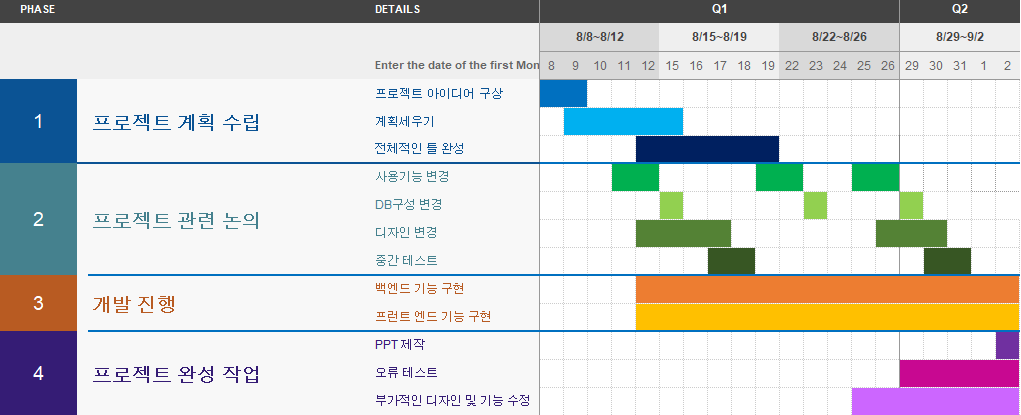 PHASE DETAILS Q1 Q2
8/8~8/12 8/15~8/19 8/22~8/26 8/29~9/2
Enter the date of the first Mon 8 9 10 11 12 15 16 17 18 19 22 23 24 25 26 29 30 31 1 2
1 프로젝트 계획 수립
프로젝트 아이디어 구상
계획세우기
전체적인 틀 완성
2 프로젝트 관련 논의
사용기능 변경
DB구성 변경
디자인 변경
중간 테스트
3 개발 진행
백엔드 기능 구현
프런트 엔드 기능 구현
4 프로젝트 완성 작업
PPT 제작
오류 테스트
부가적인 디자인 및 기능 수정